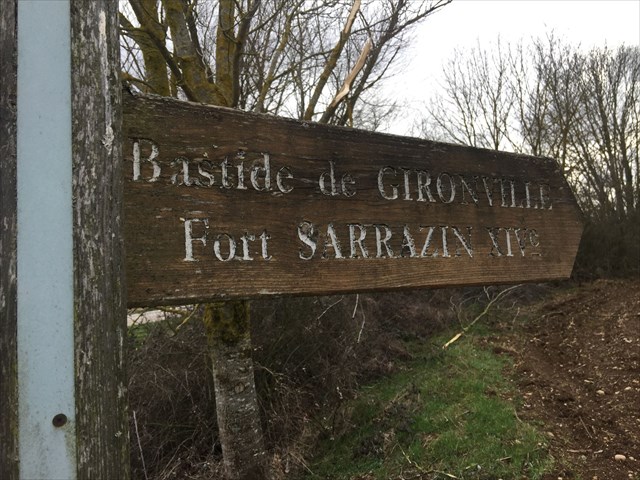 Bastide de GIRONVILLE
Fort SARRAZIN XIVe